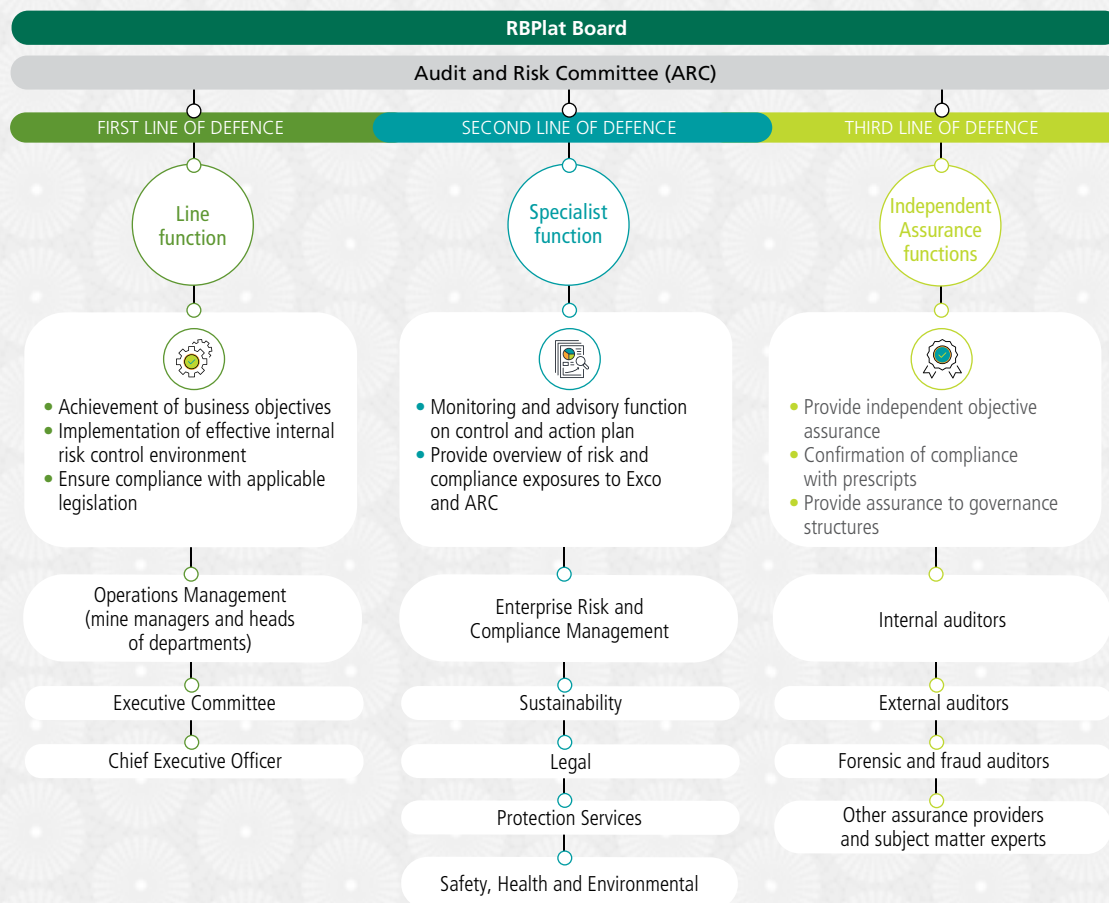 RBPlat Board
Audit and Risk Committee (ARC)
FIRST LINE OF DEFENCE
SECOND LINE OF DEFENCE
THIRD LINE OF DEFENCE
Line
function
Specialist
function
Independent
Assurance
functions
• Achievement of business objectives
• Implementation of effective internal
risk control environment
• Ensure compliance with applicable
legislation
• Monitoring and advisory function
on control and action plan
• Provide overview of risk and
compliance exposures to Exco
and ARC
• Provide independent objective
assurance
• Confirmation of compliance
with prescripts
• Provide assurance to governance
structures
Operations Management
(mine managers and heads
of departments)
Executive Committee
Chief Executive Officer
Enterprise Risk and
Compliance Management
Sustainability
Legal
Protection Services
Safety, Health and Environmental
Internal auditors
External auditors
Forensic and fraud auditors
Other assurance providers
and subject matter experts